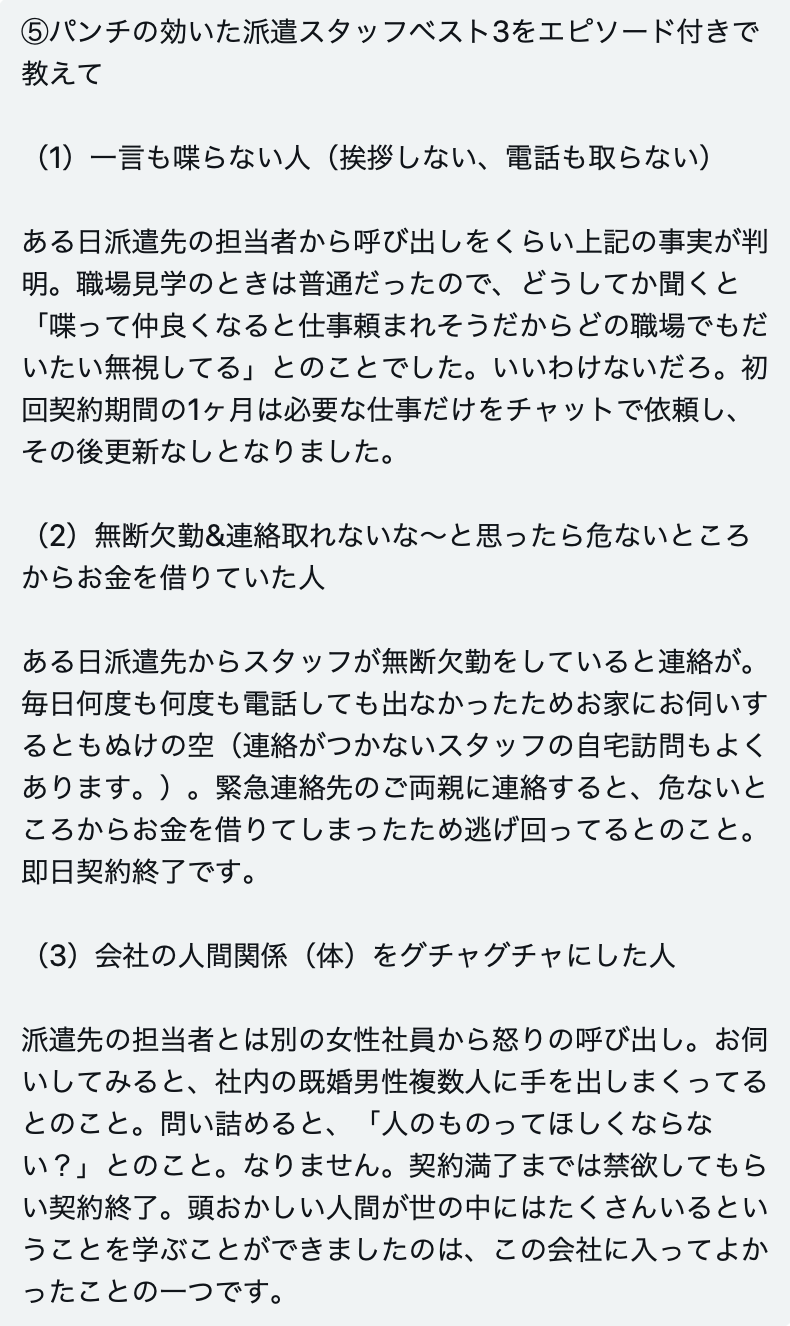 ⑤パンチの効いた派遣スタッフベスト3をエピソード付きで
教えて
（1）一言も喋らない人（挨拶しない、電話も取らない）
ある日派遣先の担当者から呼び出しをくらい上記の事実が判
明。職場見学のときは普通だったので、どうしてか聞くと
「喋って仲良くなると仕事頼まれそうだからどの職場でもだ
いたい無視してる」とのことでした。いいわけないだろ。初
回契約期間の1ヶ月は必要な仕事だけをチャットで依頼し、
その後更新なしとなりました。
（2）無断欠勤&連絡取れないな〜と思ったら危ないところ
からお金を借りていた人
ある日派遣先からスタッフが無断欠勤をしていると連絡が。
毎日何度も何度も電話しても出なかったためお家にお伺いす
るともぬけの空（連絡がつかないスタッフの自宅訪問もよく
あります。）。緊急連絡先のご両親に連絡すると、危ないと
ころからお金を借りてしまったため逃げ回ってるとのこと。
即日契約終了です。
（3）会社の人間関係（体）をグチャグチャにした人
派遣先の担当者とは別の女性社員から怒りの呼び出し。お伺
いしてみると、社内の既婚男性複数人に手を出しまくってる
とのこと。問い詰めると、「人のものってほしくならな
い？」とのこと。なりません。契約満了までは禁欲してもら
い契約終了。頭おかしい人間が世の中にはたくさんいるとい
うことを学ぶことができましたのは、この会社に入ってよか
ったことの一つです。